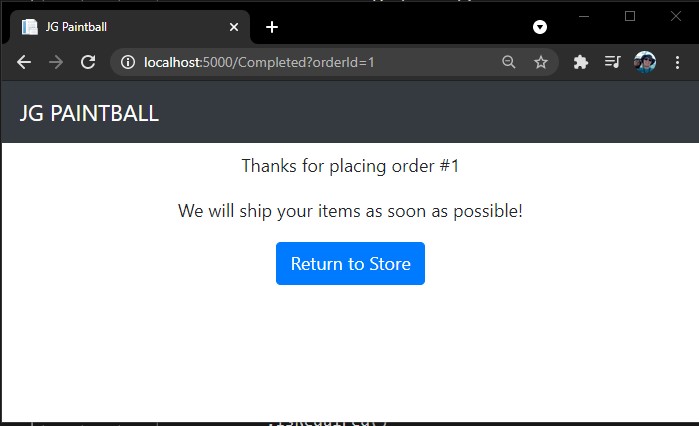 JG Paintball
localhost:5000/Completed?orderId=1
JG PAINTBALL
Thanks for placing order #1
We will ship your items as soon as possible!
Return to Store